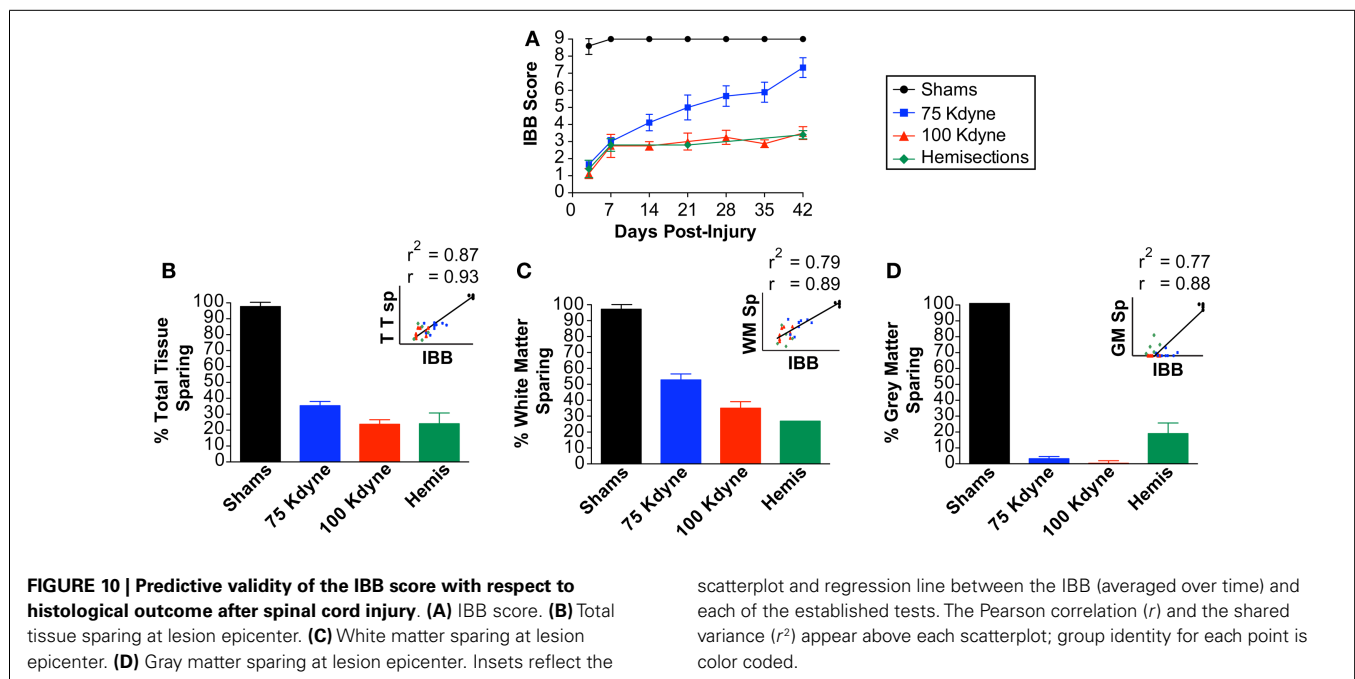 A
9
8
7
6
5
4
3
2
1
0
IBB Score
0 7 14 21 28 35 42
Days Post-Injury
Shams
75 Kdyne
100 Kdyne
Hemisections
B
r2 = 0.87
r = 0.93
T T sp
IBB
100
90
80
70
60
50
40
30
20
10
0
% Total Tissue
Sparing
Shams
75 Kdyne
100 Kdyne
Hemis
C
r2 = 0.79
r = 0.89
WM Sp
IBB
100
90
80
70
60
50
40
30
20
10
0
% White Matter
Sparing
Shams
75 Kdyne
100 Kdyne
Hemis
D
r2 = 0.77
r = 0.88
GM Sp
IBB
100
90
80
70
60
50
40
30
20
10
0
% Grey Matter
Sparing
Shams
75 Kdyne
100 Kdyne
Hemis
FIGURE 10 | Predictive validity of the IBB score with respect to
histological outcome after spinal cord injury. (A) IBB score. (B) Total
tissue sparing at lesion epicenter. (C) White matter sparing at lesion
epicenter. (D) Gray matter sparing at lesion epicenter. Insets reflect the
scatterplot and regression line between the IBB (averaged over time) and
each of the established tests. The Pearson correlation (r) and the shared
variance (r2) appear above each scatterplot; group identity for each point is
color coded.